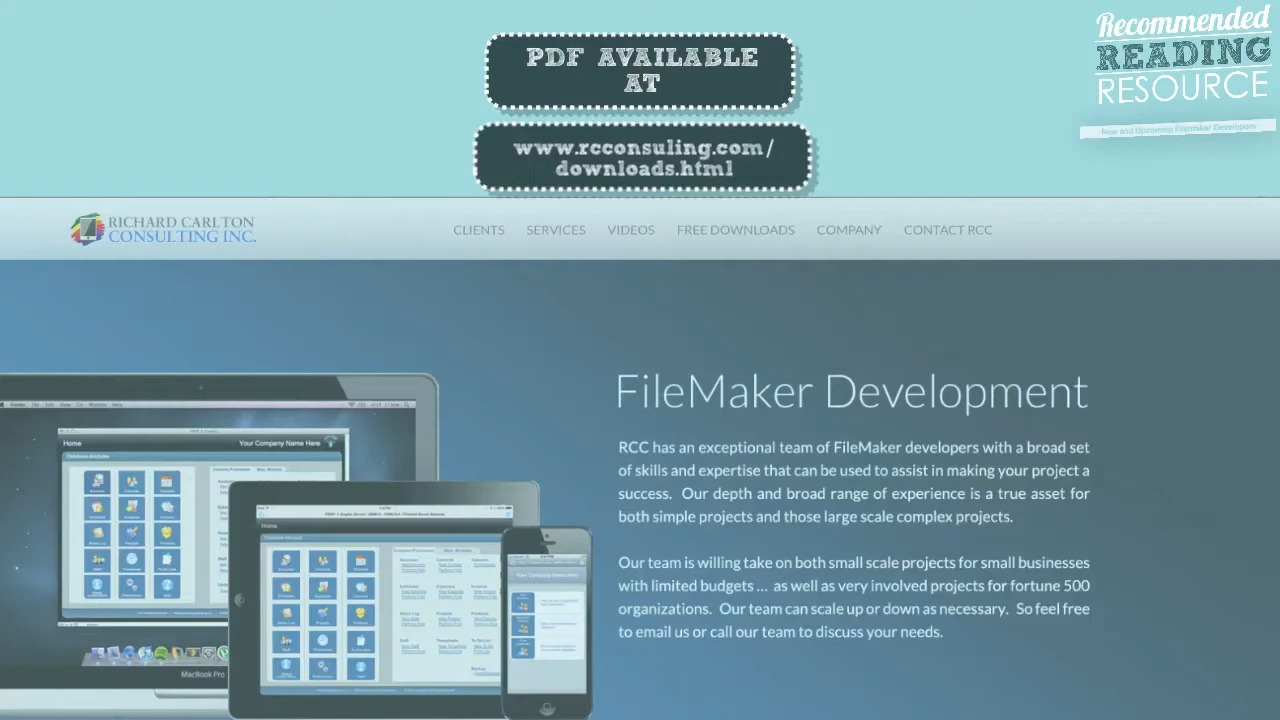 PDF AVAILABLE
AT
www.rcconsuling.com/
downloads.html
Recommended
READING
RESOURCE
New and Upcoming Filemaker Developers
RICHARD CARLTON
CONSULTING INC.
CLIENTS SERVICES VIDEOS FREE DOWNLOADS COMPANY CONTACT RCC
FileMaker Development
RCC has an exceptional team of FileMaker developers with a broad set
of skills and expertise that can be used to assist in making your project a
success. Our depth and broad range of experience is a true asset for
both simple projects and those large scale complex projects.
Our team is willing take on both small scale projects for small businesses
with limited budgets ... as well as very involved projects for fortune 500
organizations. Our team can scale up or down as necessary. So feel free
to email us or call our team to discuss your needs.
Home
Your Company Name Here
MacBook Pro
Home
Your Company Name Here